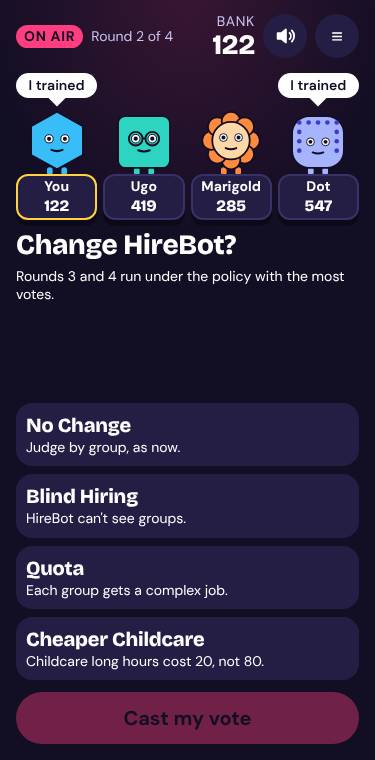 ON AIR
Round 2 of 4
BANK
122
I trained
I trained
You
122
Ugo
419
Marigold
285
Dot
547
Change HireBot?
Rounds 3 and 4 run under the policy with the most
votes.
No Change
Judge by group, as now.
Blind Hiring
HireBot can't see groups.
Quota
Each group gets a complex job.
Cheaper Childcare
Childcare long hours cost 20, not 80.
Cast my vote